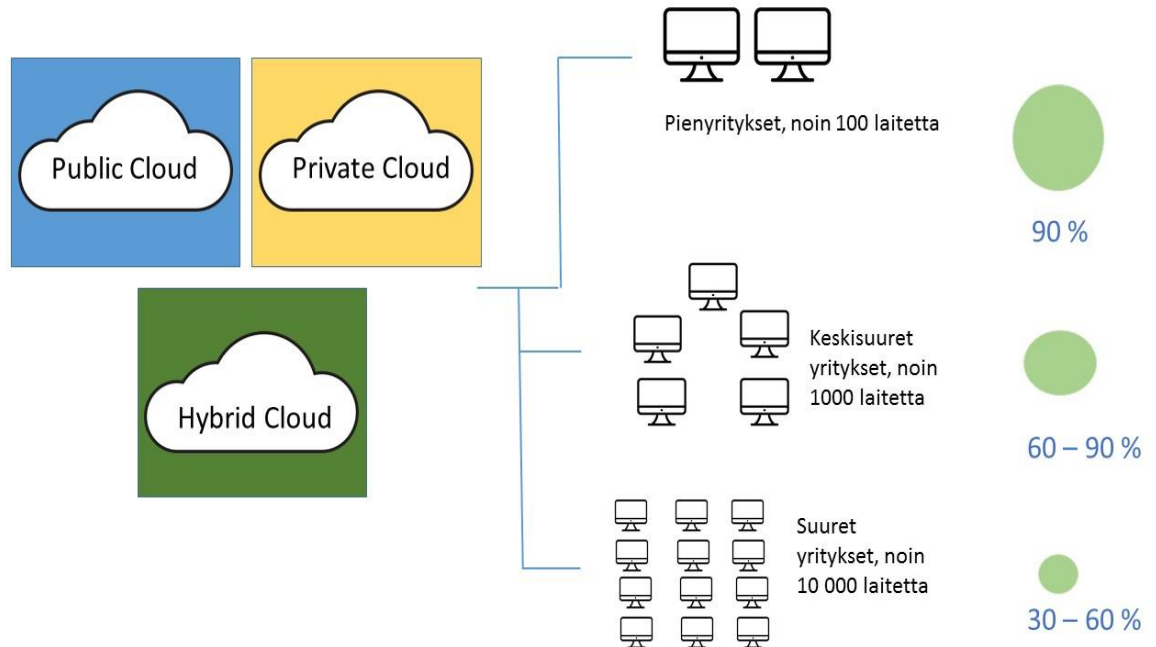 Public Cloud
Private Cloud
Hybrid Cloud
Pienyritykset, noin 100 laitetta
90 %
Keskisuuret
yritykset, noin
1000 laitetta
60 – 90 %
Suuret
yritykset, noin
10 000 laitetta
30 – 60 %